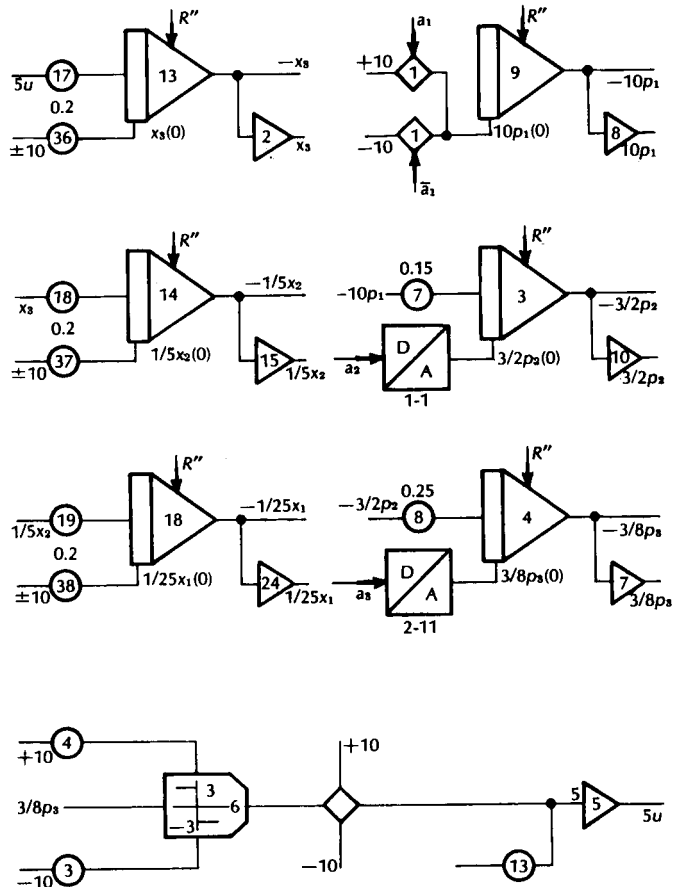 R″
a₁
17
13
−x₃
+10
1
9
−10p₁
5u
0.2
36
x₃(0)
2
x₃
−10
1
10p₁(0)
8
10p₁
±10
ā₁
R″
R″
18
14
−1/5x₂
0.15
−10p₁
7
3
−3/2p₂
x₃
0.2
37
1/5x₂(0)
15
1/5x₂
D
A
3/2p₂(0)
10
3/2p₂
±10
a₂
1-1
R″
R″
19
18
−1/25x₁
0.25
−3/2p₂
8
4
−3/8p₃
1/5x₂
0.2
38
1/25x₁(0)
24
1/25x₁
D
A
3/8p₃(0)
7
3/8p₃
±10
a₃
2-11
4
+10
+10
3/8p₃
3
−3
6
5
5
5u
−10
3
−10
13